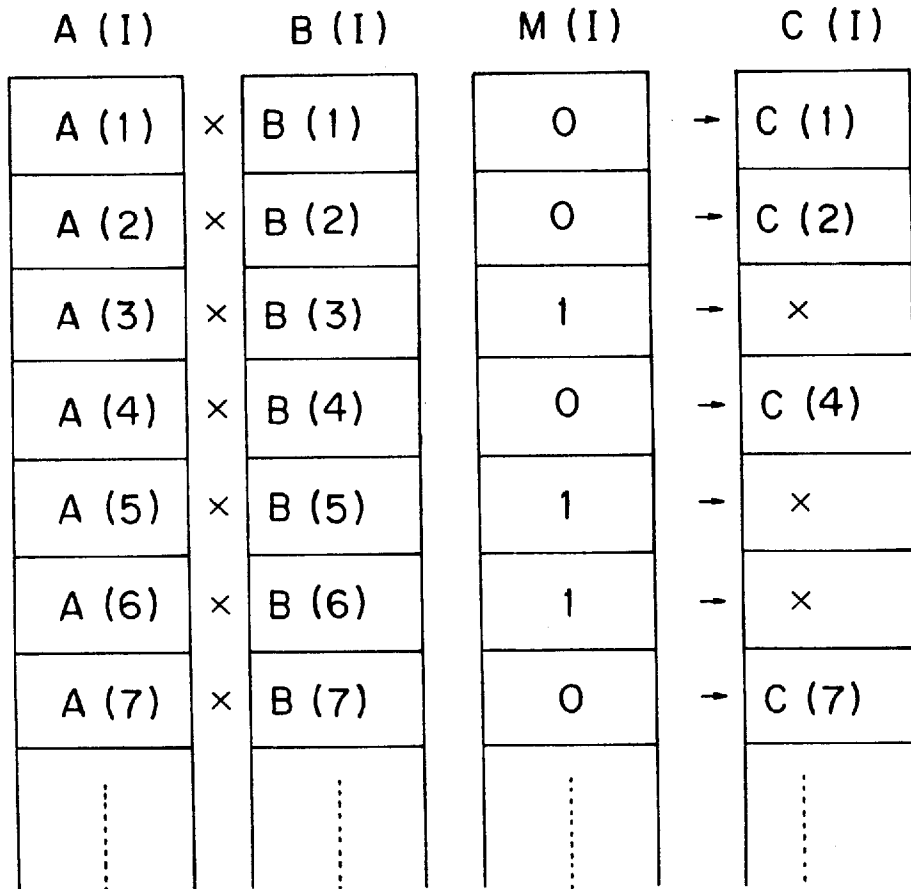 A (I) B (I) M (I) C (I)
A (1) × B (1) 0 → C (1)
A (2) × B (2) 0 → C (2)
A (3) × B (3) 1 → ×
A (4) × B (4) 0 → C (4)
A (5) × B (5) 1 → ×
A (6) × B (6) 1 → ×
A (7) × B (7) 0 → C (7)